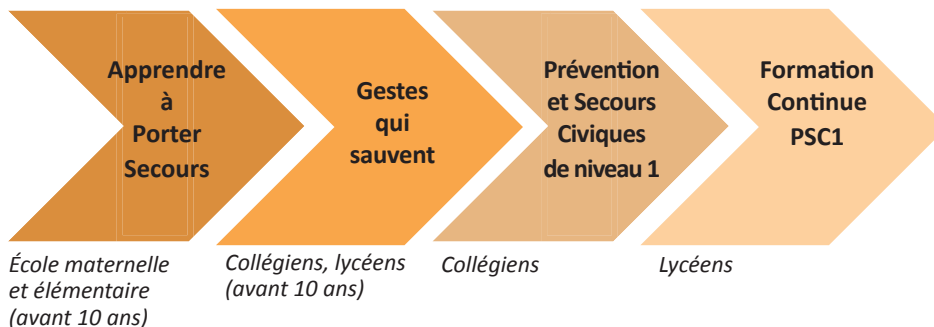 Apprendre
à
Porter
Secours
Gestes
qui
sauvent
Prévention
et Secours
Civiques
de niveau 1
Formation
Continue
PSC1
École maternelle
et élémentaire
(avant 10 ans)
Collégiens, lycéens
(avant 10 ans)
Collégiens
Lycéens